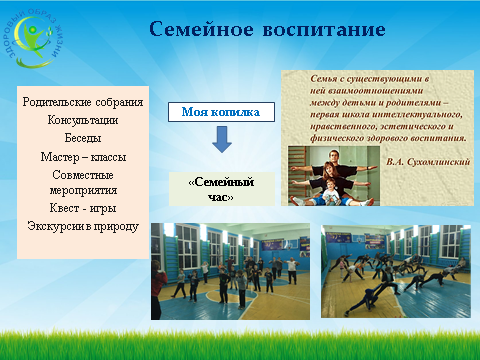 ЗДОРОВЫЙ ОБРАЗ ЖИЗНИ
Семейное воспитание
Родительские собрания
Консультации
Беседы
Мастер – классы
Совместные
мероприятия
Квест - игры
Экскурсии в природу
Моя копилка
«Семейный
час»
Семья с существующими в
ней взаимоотношениями
между детьми и родителями –
первая школа интеллектуального,
нравственного, эстетического и
физического здорового воспитания.
В.А. Сухомлинский